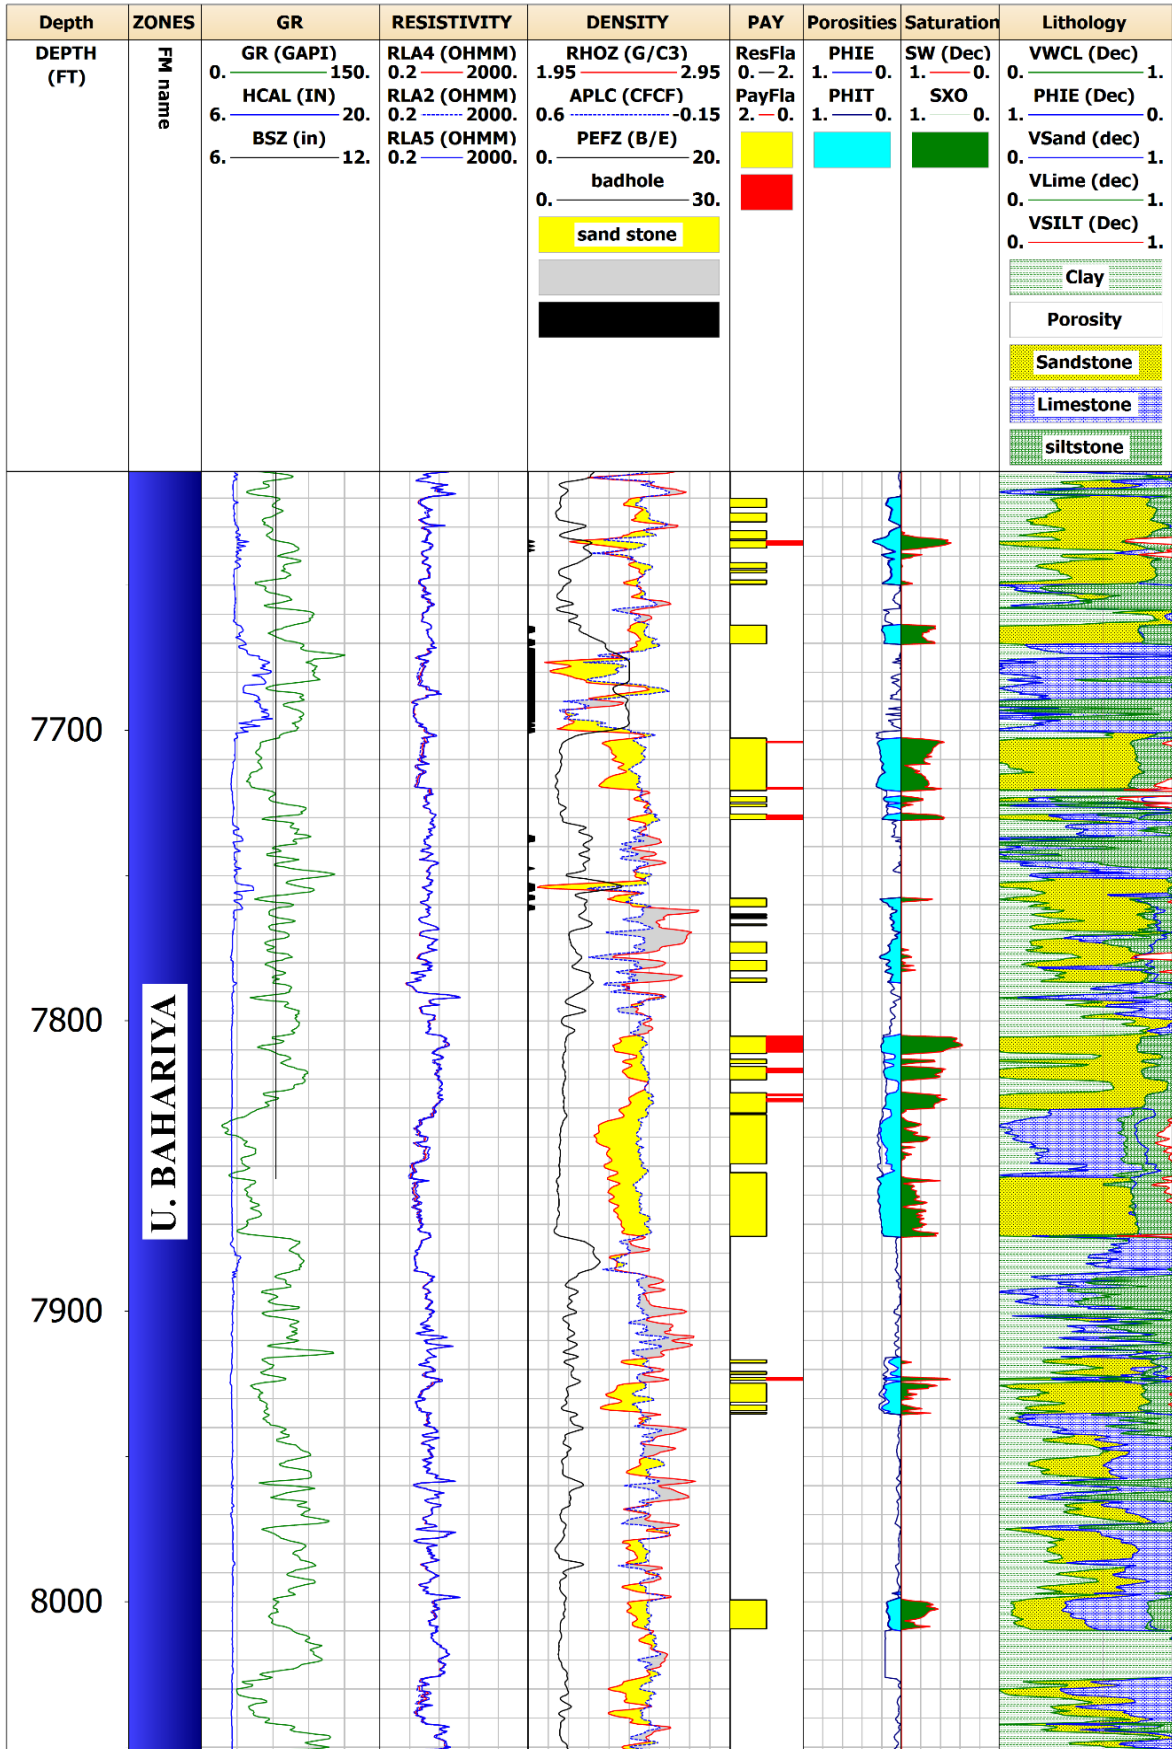 Depth ZONES GR RESISTIVITY DENSITY PAY Porosities Saturation Lithology
DEPTH (FT)
FM name
GR (GAPI)
0. 150.
HCAL (IN)
6. 20.
BSZ (in)
6. 12.
RLA4 (OHMM)
0.2 2000.
RLA2 (OHMM)
0.2 2000.
RLA5 (OHMM)
0.2 2000.
RHOZ (G/C3)
1.95 2.95
APLC (CFCF)
0.6 -0.15
PEFZ (B/E)
0. 20.
badhole
0. 30.
sand stone
ResFla
0. 2.
PayFla
2. 0.
PHIE
1. 0.
PHIT
1. 0.
SW (Dec)
1. 0.
SXO
1. 0.
VWCL (Dec)
0. 1.
PHIE (Dec)
1. 0.
VSand (dec)
0. 1.
VLime (dec)
0. 1.
VSILT (Dec)
0. 1.
Clay
Porosity
Sandstone
Limestone
siltstone
U. BAHARIYA
7700
7800
7900
8000